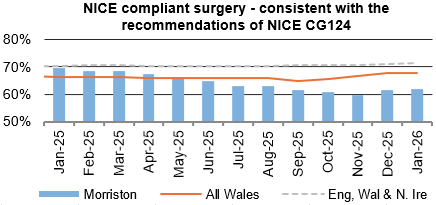 NICE compliant surgery - consistent with the
recommendations of NICE CG124
80%
70%
60%
50%
Jan-25
Feb-25
Mar-25
Apr-25
May-25
Jun-25
Jul-25
Aug-25
Sep-25
Oct-25
Nov-25
Dec-25
Jan-26
Morriston All Wales Eng, Wal & N. Ire